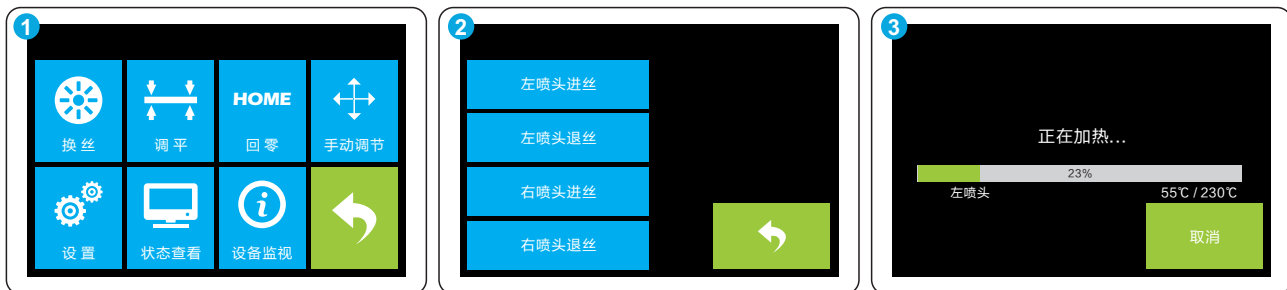 1
HOME
换 丝
调 平
回 零
手动调节
设 置
状态查看
设备监视
2
左喷头进丝
左喷头退丝
右喷头进丝
右喷头退丝
3
正在加热...
23%
左喷头
55℃ / 230℃
取消